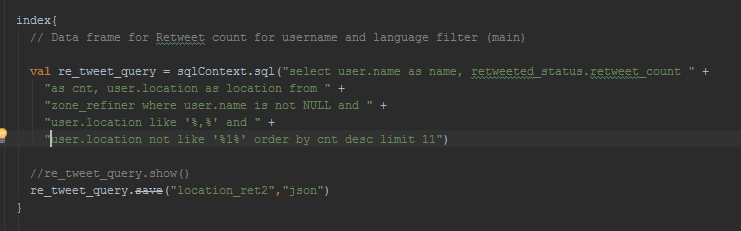 index{
// Data frame for Retweet count for username and language filter (main)
val re_tweet_query = sqlContext.sql("select user.name as name, retweeted_status.retweet_count " +
"as cnt, user.location as location from " +
"zone_refiner where user.name is not NULL and " +
"user.location like '%,%' and " +
"user.location not like '%1%' order by cnt desc limit 11")
//re_tweet_query.show()
re_tweet_query.save("location_ret2","json")
}